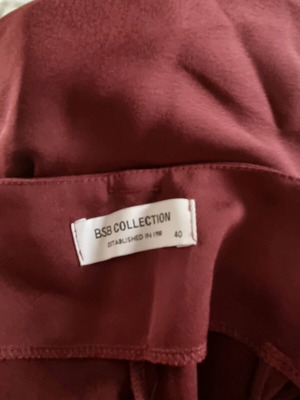 BSB COLLECTION
ESTABLISHED IN
40